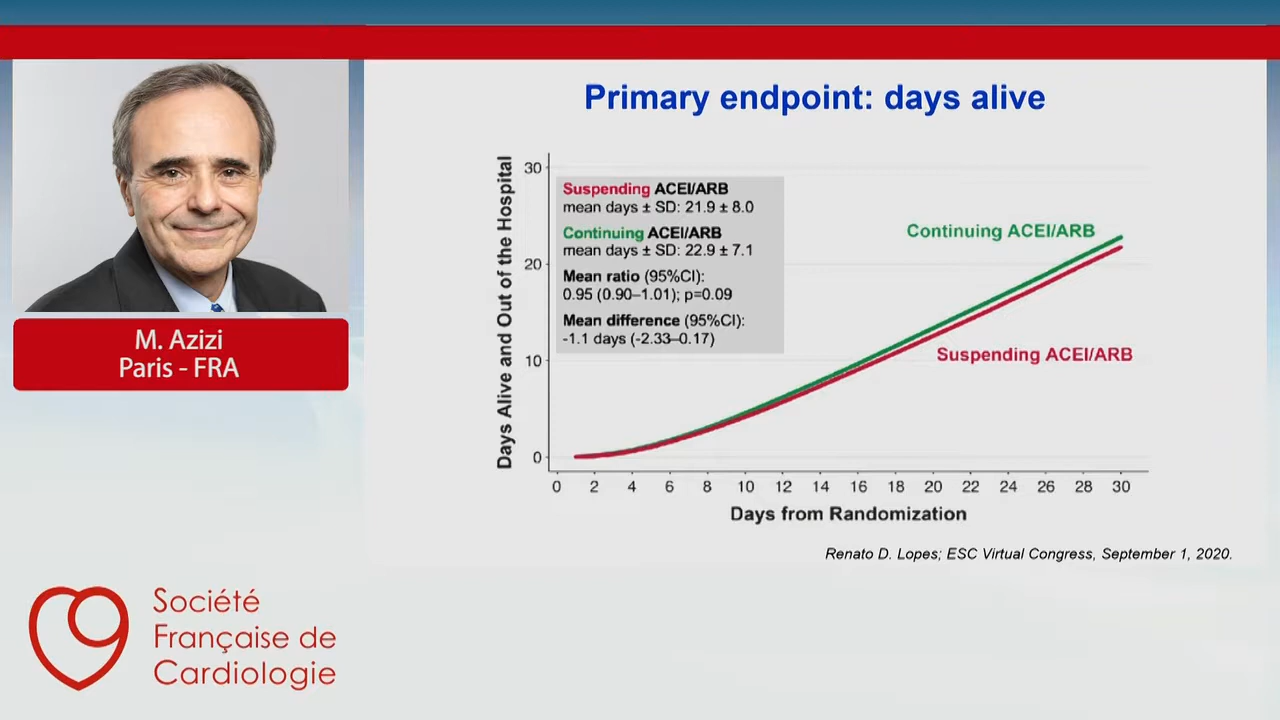 M. Azizi
Paris - FRA
Société
Française de
Cardiologie
Primary endpoint: days alive
Days Alive and Out of the Hospital
30
20
10
0
Suspending ACEI/ARB
mean days ± SD: 21.9 ± 8.0
Continuing ACEI/ARB
mean days ± SD: 22.9 ± 7.1
Mean ratio (95%CI):
0.95 (0.90–1.01); p=0.09
Mean difference (95%CI):
-1.1 days (-2.33–0.17)
Continuing ACEI/ARB
Suspending ACEI/ARB
0 2 4 6 8 10 12 14 16 18 20 22 24 26 28 30
Days from Randomization
Renato D. Lopes; ESC Virtual Congress, September 1, 2020.